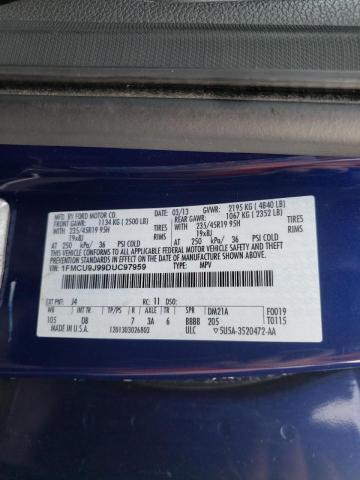 MFD. BY FORD MOTOR CO.
DATE: 03/13 GVWR: 2195 KG ( 4840 LB)
FRONT GAWR: 1134 KG ( 2500 LB) REAR GAWR: 1067 KG ( 2352 LB)
WITH 235/45R19 95H TIRES WITH 235/45R19 95H TIRES
19x8J RIMS 19x8J RIMS
AT 250 kPa/ 36 PSI COLD AT 250 kPa/ 36 PSI COLD
THIS VEHICLE CONFORMS TO ALL APPLICABLE FEDERAL MOTOR VEHICLE SAFETY, BUMPER, AND THEFT PREVENTION STANDARDS IN EFFECT ON THE DATE OF MANUFACTURE SHOWN ABOVE.
VIN: 1FMCU9J99DUC97959 TYPE: MPV
EXT PNT: J4 RC: 11 DSO:
WB INT TR TP/PS R AXLE TR SPR DM21A F0019
105 D8 7 3A 6 BBBB 205 T0115
MADE IN U.S.A. 1201303026803 ULC 5U5A-3520472-AA